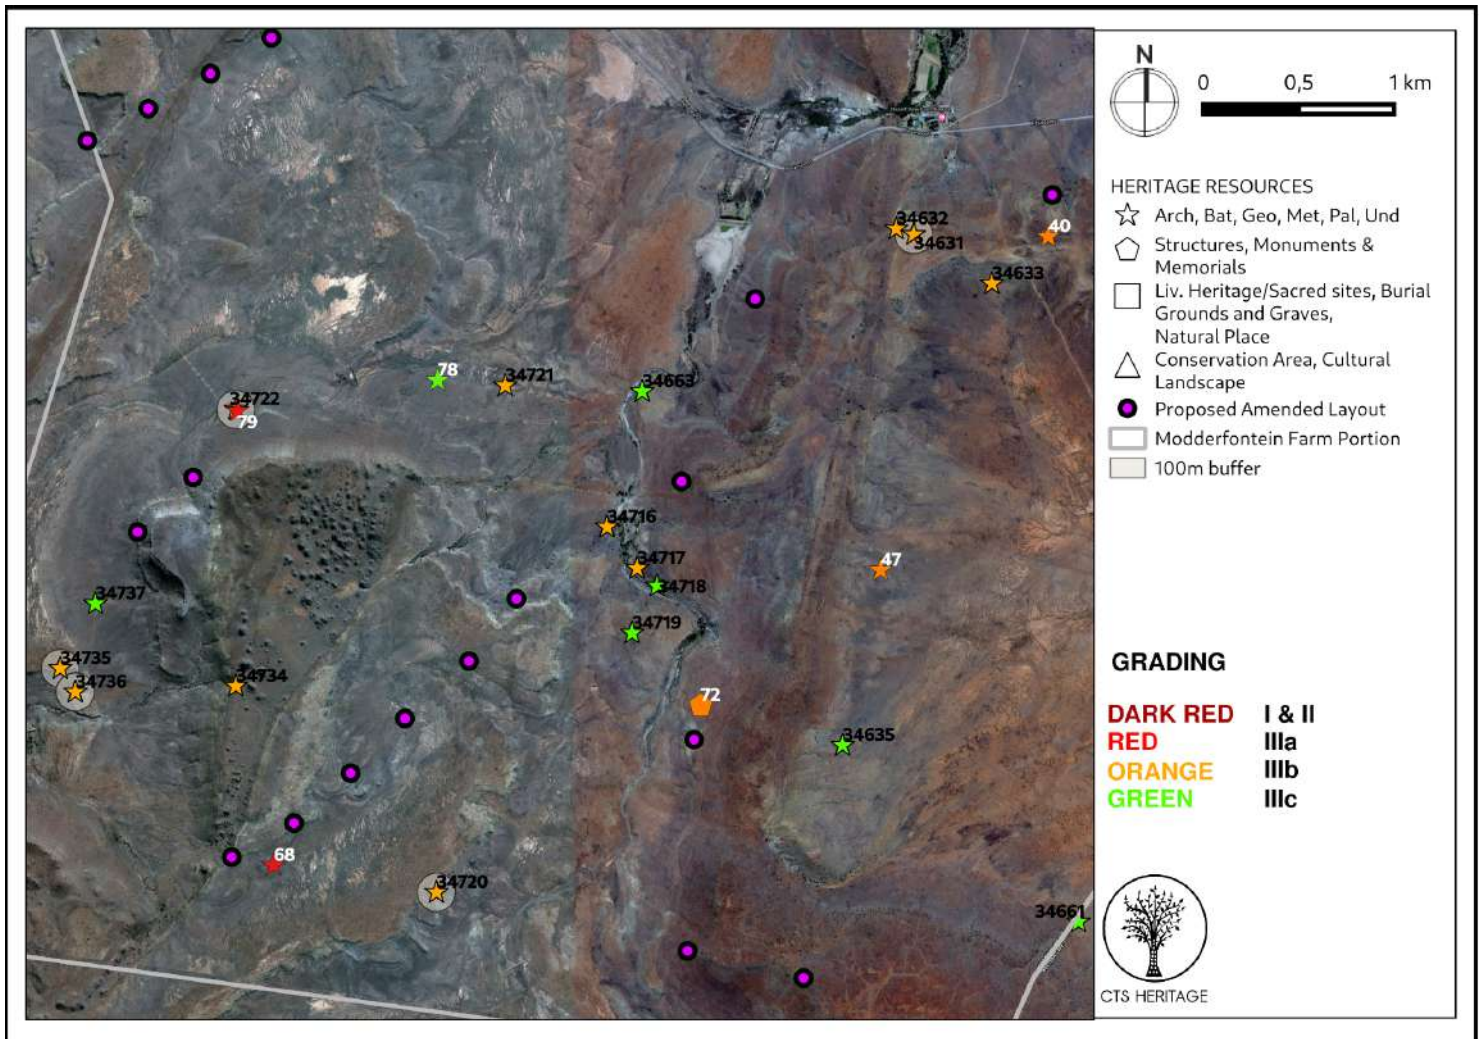 34632
34631
40
34633
78
34721
34663
34722
79
34716
34717
34718
47
34737
34719
34735
34736
34734
72
34635
68
34720
34661
N
0 0,5 1 km
HERITAGE RESOURCES
Arch, Bat, Geo, Met, Pal, Und
Structures, Monuments &
Memorials
Liv. Heritage/Sacred sites, Burial
Grounds and Graves,
Natural Place
Conservation Area, Cultural
Landscape
Proposed Amended Layout
Modderfontein Farm Portion
100m buffer
GRADING
DARK RED I & II
RED IIIa
ORANGE IIIb
GREEN IIIc
CTS HERITAGE